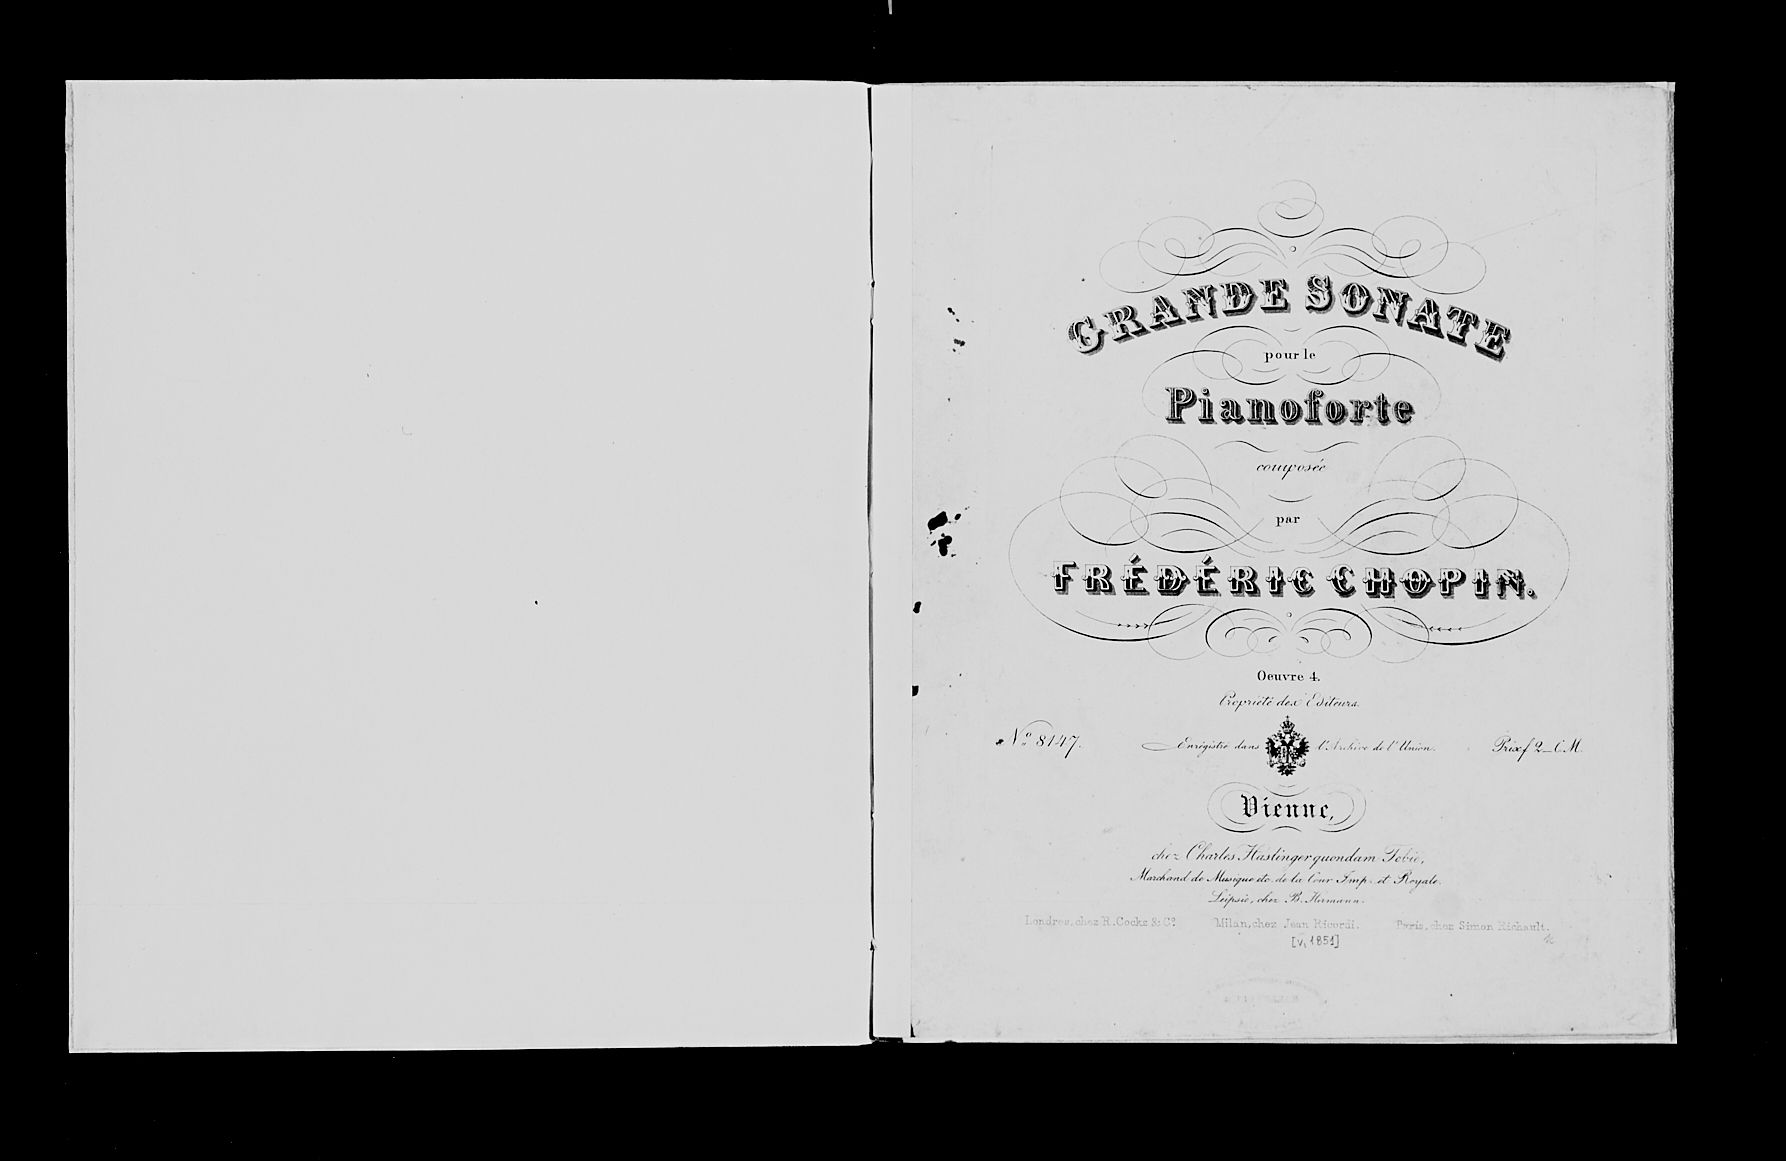 GRANDE SONATE
pour le
Pianoforte
composée
par
FRÉDÉRIC CHOPIN.
Oeuvre 4.
Propriété des Editeurs.
No 8147. Enrégistré dans l'Archive de l'Union. Prix f 2_C.M.
Vienne,
chez Charles Haslinger quondam Tobie,
Marchand de Musique etc. de la Cour Imp. et Royale.
Leipsic, chez B. Hermann.
Londres, chez R. Cocks & Co. Milan, chez Jean Ricordi. Paris, chez Simon Richault.
[V, 1851]